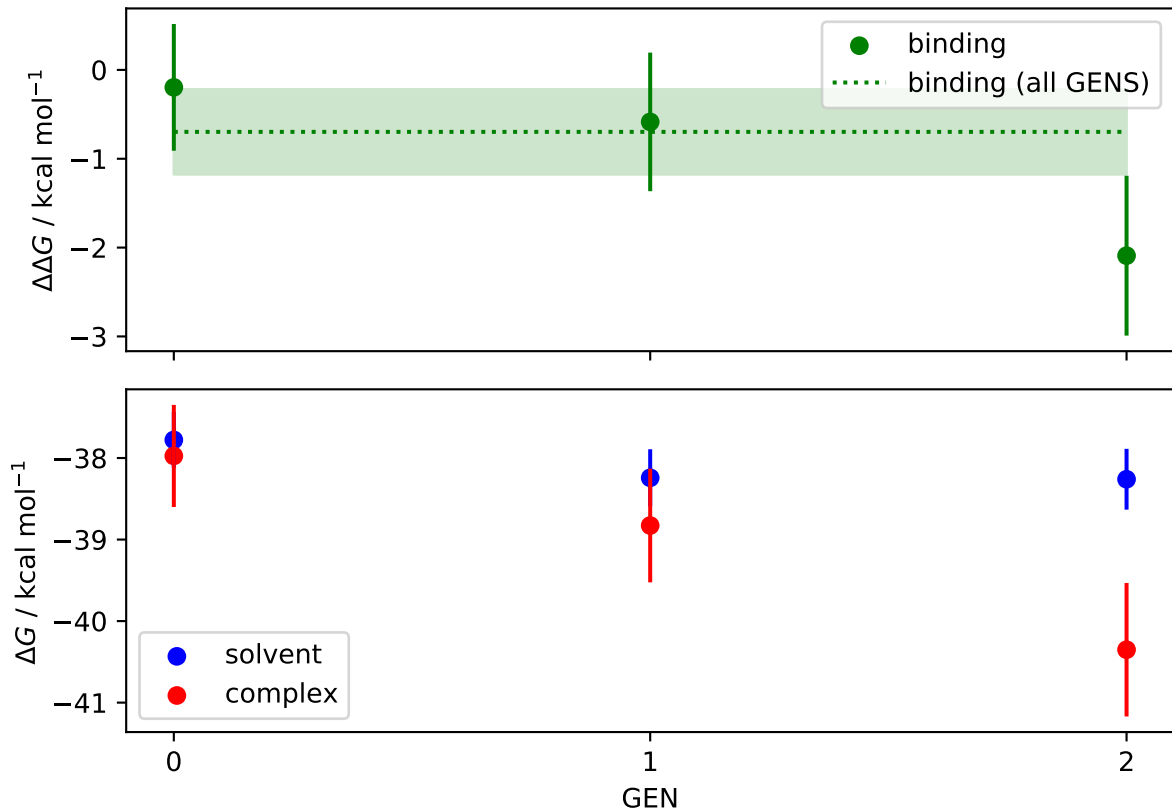 ΔΔG / kcal mol⁻¹
0
−1
−2
−3
binding
binding (all GENS)
ΔG / kcal mol⁻¹
−38
−39
−40
−41
solvent
complex
0 1 2
GEN